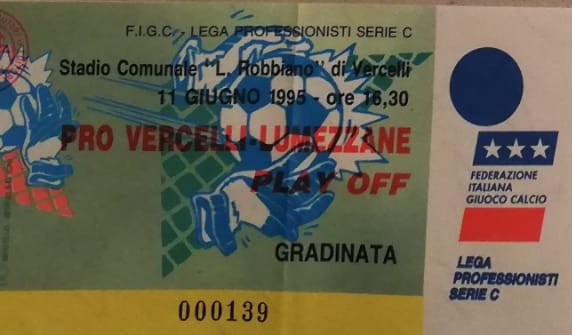 F.I.G.C. - LEGA PROFESSIONISTI SERIE C
Stadio Comunale "L. Robbiano" di Vercelli
11 GIUGNO 1995 - ore 16,30
PRO VERCELLI-LUMEZZANE
PLAY OFF
GRADINATA
000139
FEDERAZIONE
ITALIANA
GIUOCO CALCIO
LEGA
PROFESSIONISTI
SERIE C